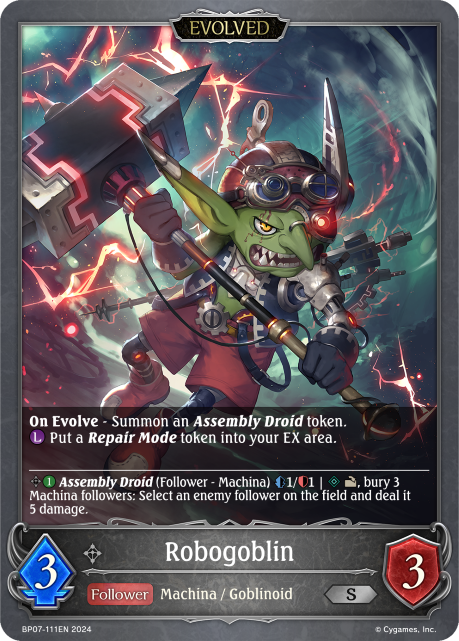 EVOLVED
On Evolve - Summon an Assembly Droid token.
L Put a Repair Mode token into your EX area.
1 Assembly Droid (Follower - Machina) 1/1 | , bury 3
Machina followers: Select an enemy follower on the field and deal it
5 damage.
3
Robogoblin
3
Follower
Machina / Goblinoid
S
BP07-111EN 2024
© Cygames, Inc.